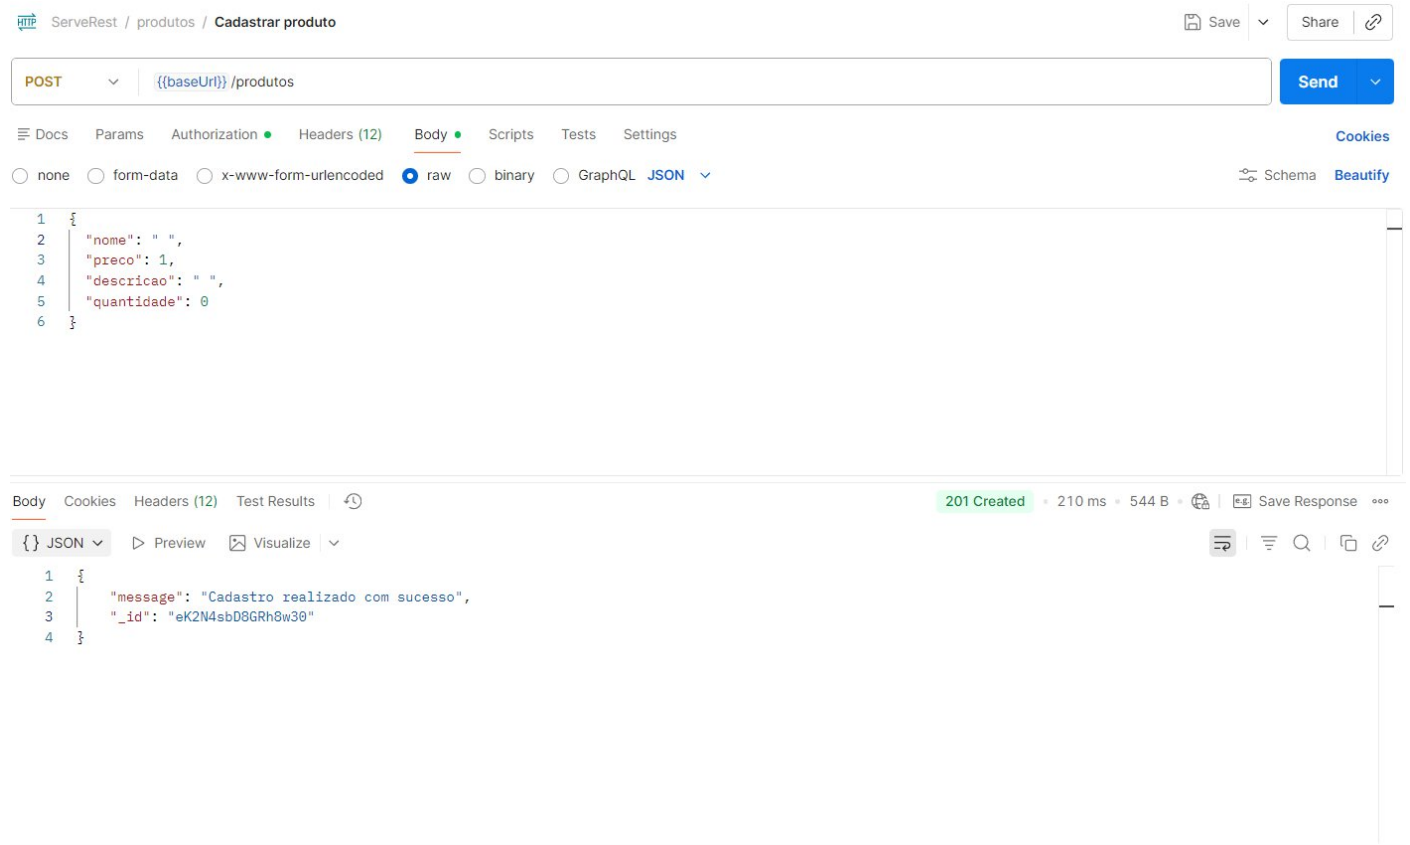 HTTP ServeRest / produtos / Cadastrar produto Save Share
POST {{baseUrl}} /produtos Send
Docs Params Authorization Headers (12) Body Scripts Tests Settings Cookies
none form-data x-www-form-urlencoded raw binary GraphQL JSON Schema Beautify
1 {
2 "nome": " ",
3 "preco": 1,
4 "descricao": " ",
5 "quantidade": 0
6 }
Body Cookies Headers (12) Test Results 201 Created 210 ms 544 B e.g. Save Response
{} JSON Preview Visualize
1 {
2 "message": "Cadastro realizado com sucesso",
3 "_id": "eK2N4sbD8GRh8w30"
4 }